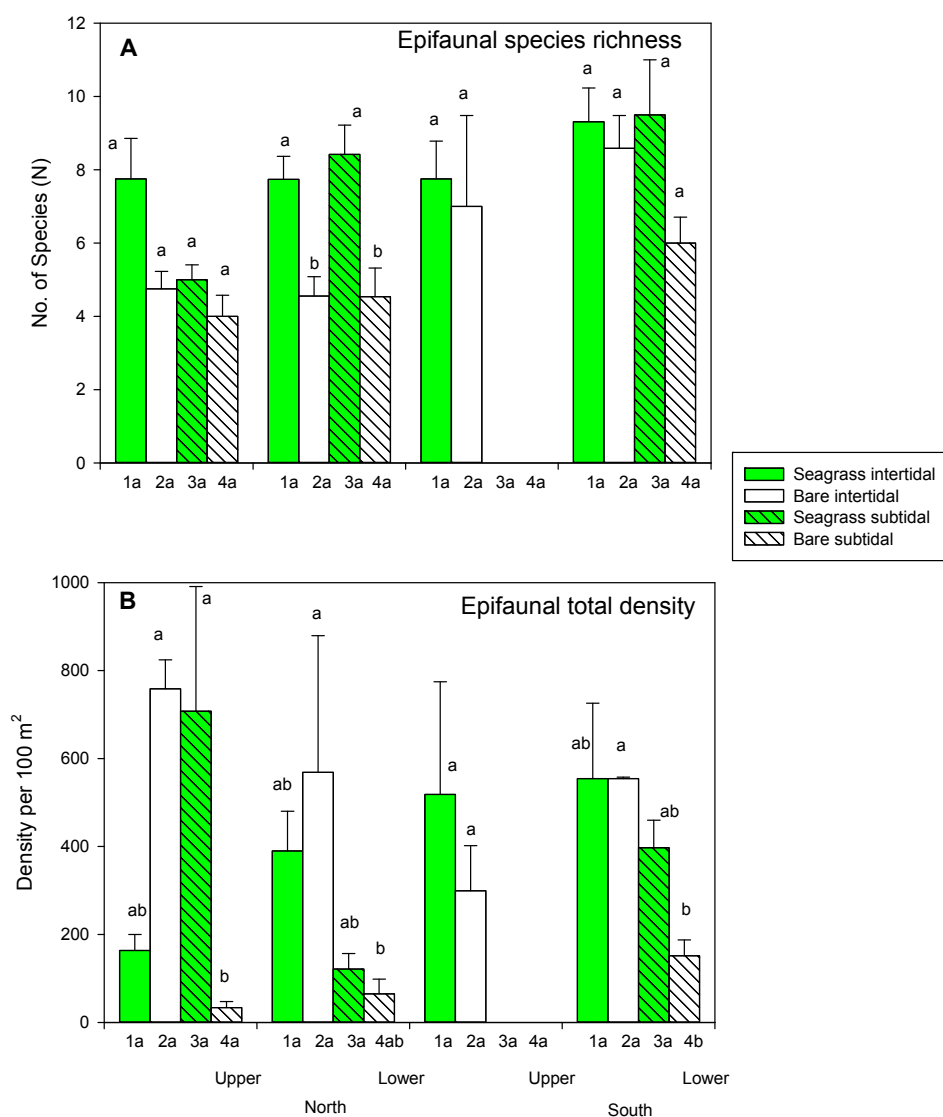 A
Epifaunal species richness
No. of Species (N)
12
10
8
6
4
2
0
a a a a
a b a b
a a
a a a a
1a 2a 3a 4a 1a 2a 3a 4a 1a 2a 3a 4a 1a 2a 3a 4a
Seagrass intertidal
Bare intertidal
Seagrass subtidal
Bare subtidal
B
Epifaunal total density
Density per 100 m²
1000
800
600
400
200
0
ab a a b
ab a ab b
a a
ab a ab b
1a 2a 3a 4a 1a 2a 3a 4ab 1a 2a 3a 4a 1a 2a 3a 4b
Upper Lower Upper Lower
North South